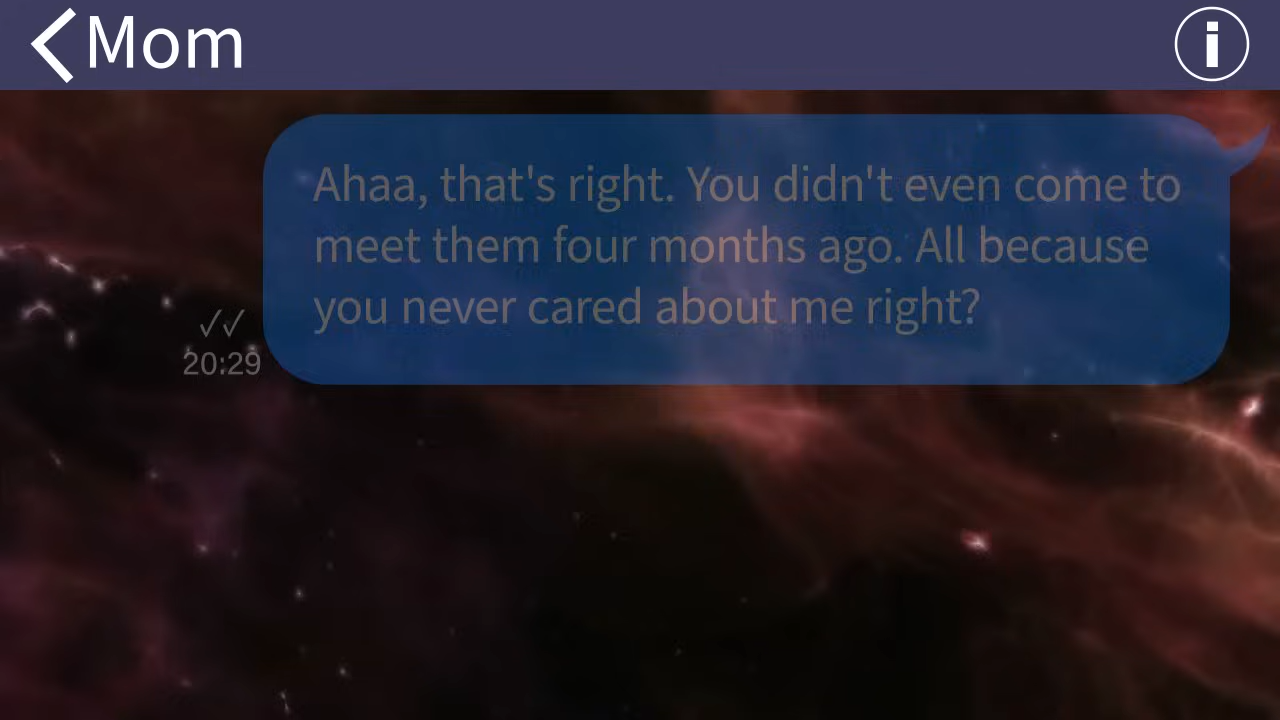 Mom
Ahaa, that's right. You didn't even come to
meet them four months ago. All because
you never cared about me right?
✓✓
20:29